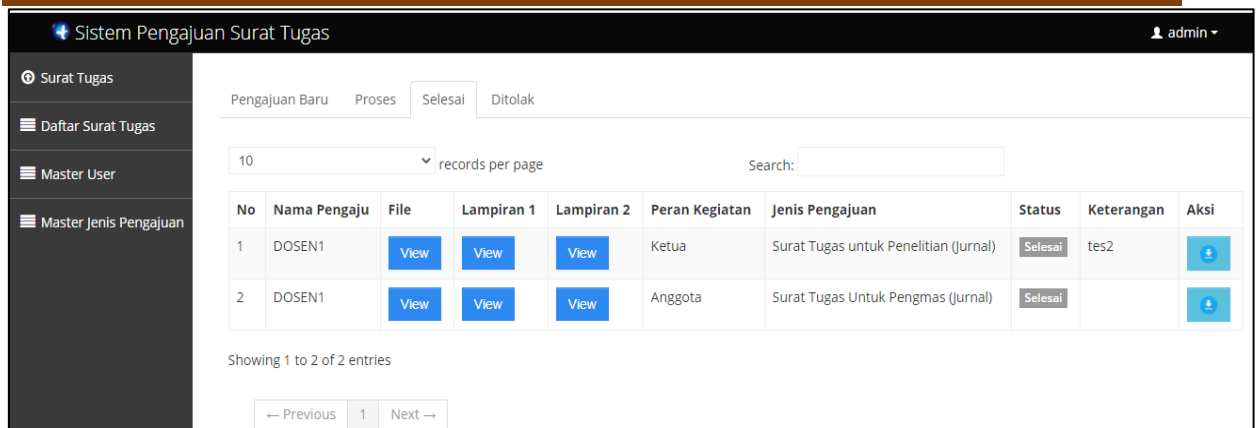 Sistem Pengajuan Surat Tugas
admin
Surat Tugas
Daftar Surat Tugas
Master User
Master Jenis Pengajuan
Pengajuan Baru Proses Selesai Ditolak
10 records per page Search:
No Nama Pengaju File Lampiran 1 Lampiran 2 Peran Kegiatan Jenis Pengajuan Status Keterangan Aksi
1 DOSEN1 View View View Ketua Surat Tugas untuk Penelitian (Jurnal) Selesai tes2
2 DOSEN1 View View View Anggota Surat Tugas Untuk Pengmas (Jurnal) Selesai
Showing 1 to 2 of 2 entries
← Previous 1 Next →